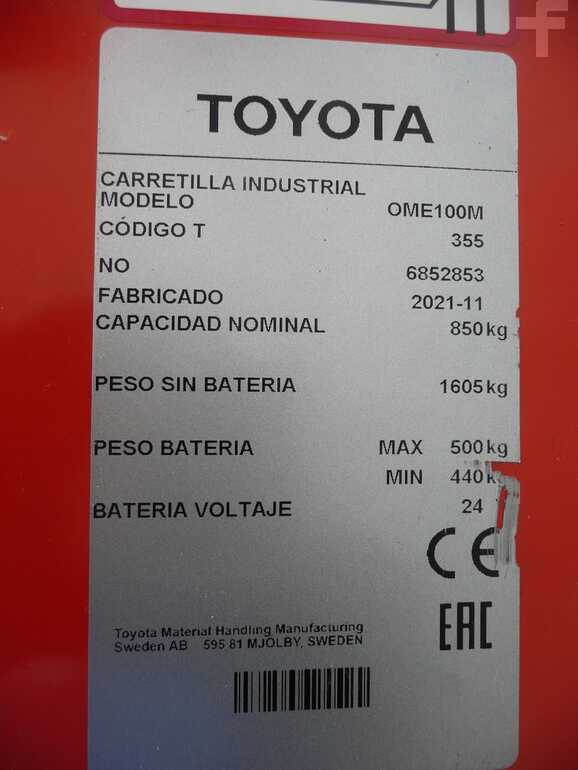 TOYOTA
CARRETILLA INDUSTRIAL
MODELO OME100M
CÓDIGO T 355
NO 6852853
FABRICADO 2021-11
CAPACIDAD NOMINAL 850 kg
PESO SIN BATERIA 1605 kg
PESO BATERIA MAX 500 kg
MIN 440 k
BATERIA VOLTAJE 24
CE
EAC
Toyota Material Handling Manufacturing
Sweden AB 595 81 MJÖLBY, SWEDEN